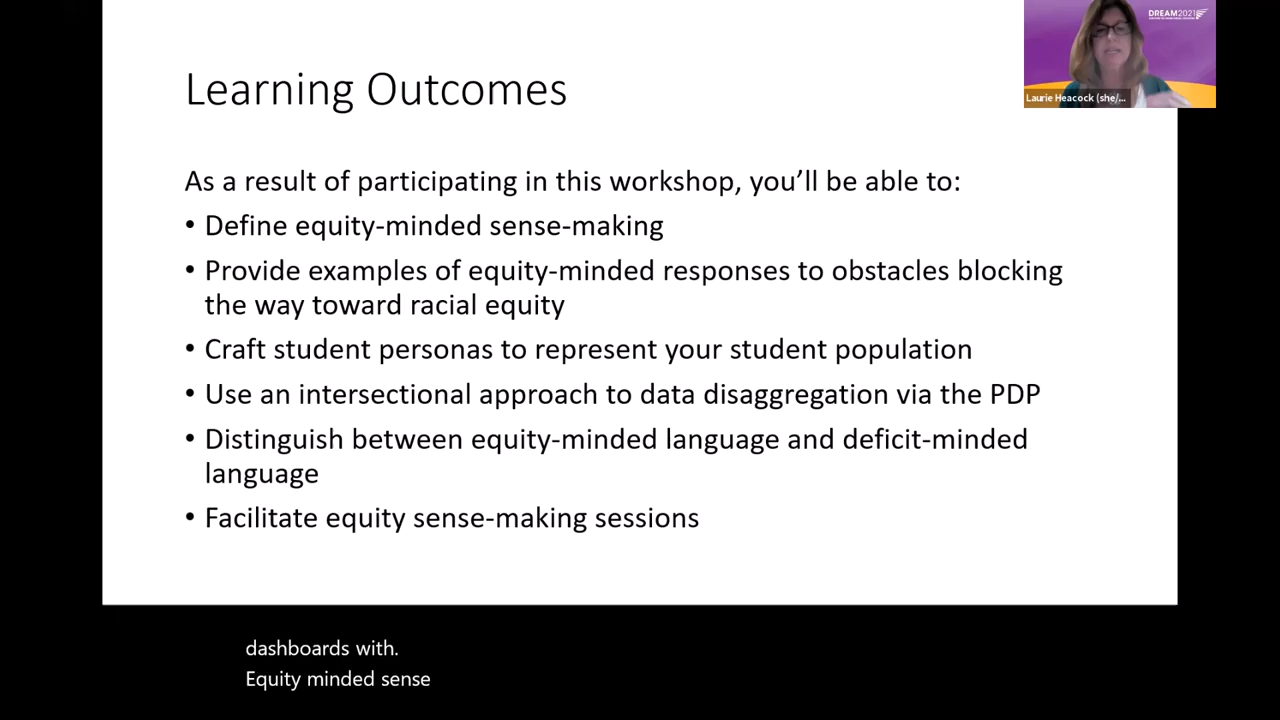 Learning Outcomes
DREAM2021
Laurie Heacock (she/...
As a result of participating in this workshop, you’ll be able to:
• Define equity-minded sense-making
• Provide examples of equity-minded responses to obstacles blocking
the way toward racial equity
• Craft student personas to represent your student population
• Use an intersectional approach to data disaggregation via the PDP
• Distinguish between equity-minded language and deficit-minded
language
• Facilitate equity sense-making sessions
dashboards with.
Equity minded sense